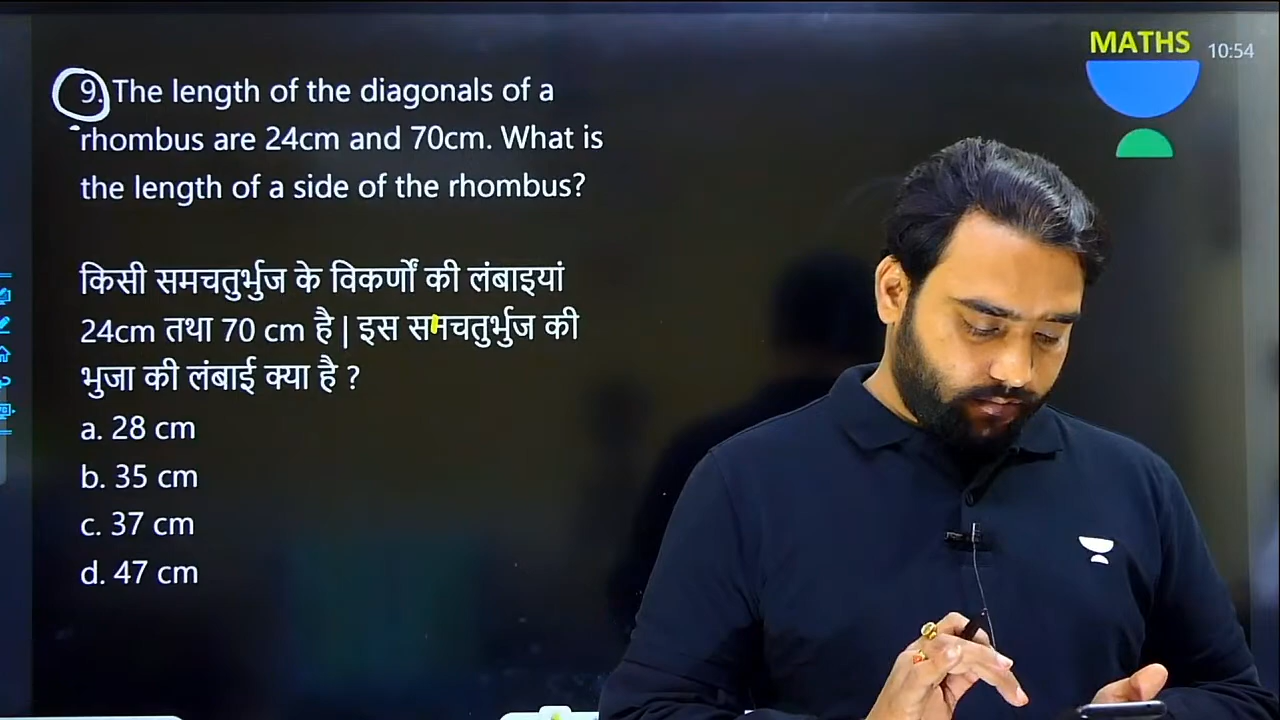 MATHS
10:54
9. The length of the diagonals of a
rhombus are 24cm and 70cm. What is
the length of a side of the rhombus?
किसी समचतुर्भुज के विकर्णों की लंबाइयां
24cm तथा 70 cm है | इस समचतुर्भुज की
भुजा की लंबाई क्या है ?
a. 28 cm
b. 35 cm
c. 37 cm
d. 47 cm